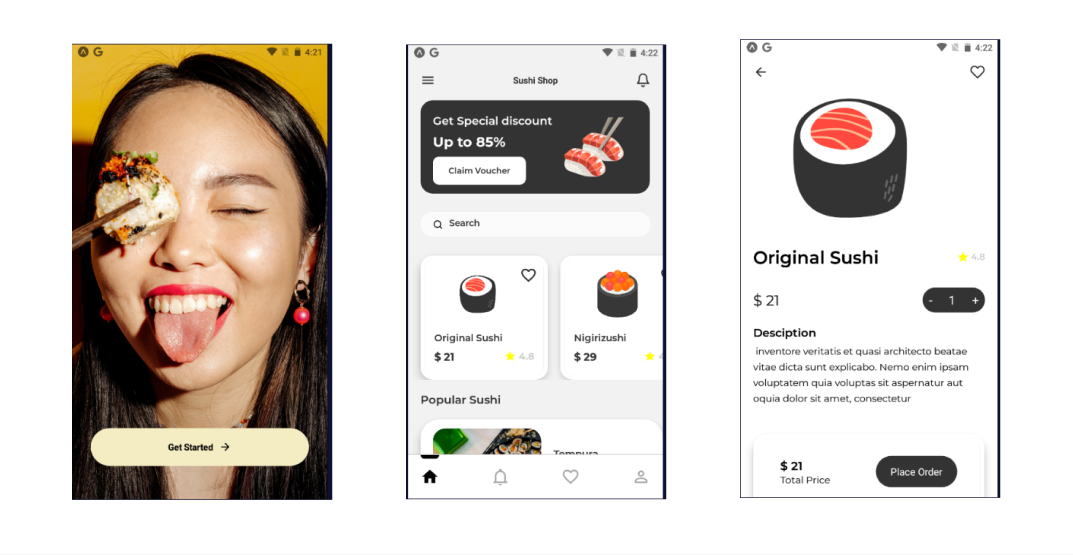 4:21
Get Started →
4:22
Sushi Shop
Get Special discount
Up to 85%
Claim Voucher
Search
Original Sushi
$ 21
4.8
Nigirizushi
$ 29
4
Popular Sushi
Tempura
4:22
Original Sushi
4.8
$ 21
- 1 +
Desciption
inventore veritatis et quasi architecto beatae
vitae dicta sunt explicabo. Nemo enim ipsam
voluptatem quia voluptas sit aspernatur aut
oquia dolor sit amet, consectetur
$ 21
Total Price
Place Order